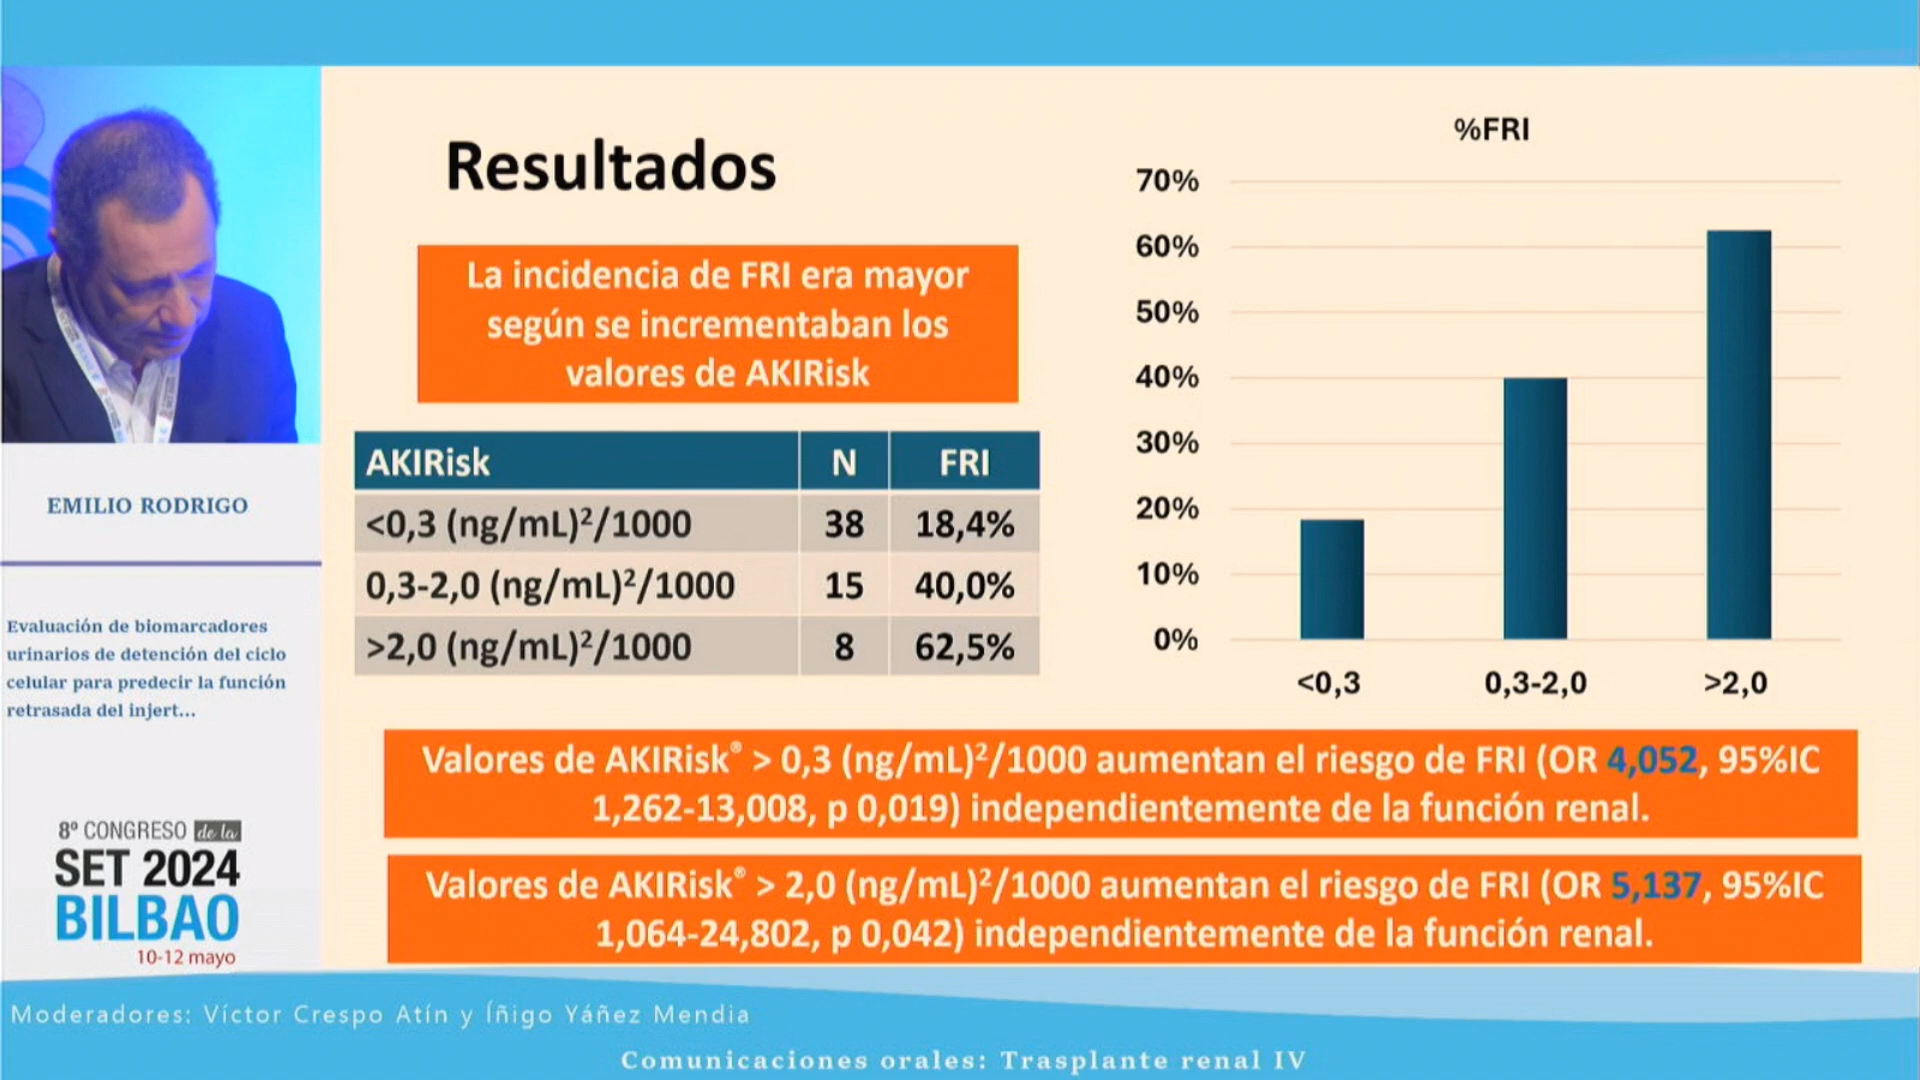 Resultados
La incidencia de FRI era mayor
según se incrementaban los
valores de AKIRisk
AKIRisk N FRI
<0,3 (ng/mL)²/1000 38 18,4%
0,3-2,0 (ng/mL)²/1000 15 40,0%
>2,0 (ng/mL)²/1000 8 62,5%
%FRI
70%
60%
50%
40%
30%
20%
10%
0%
<0,3 0,3-2,0 >2,0
Valores de AKIRisk® > 0,3 (ng/mL)²/1000 aumentan el riesgo de FRI (OR 4,052, 95%IC
1,262-13,008, p 0,019) independientemente de la función renal.
Valores de AKIRisk® > 2,0 (ng/mL)²/1000 aumentan el riesgo de FRI (OR 5,137, 95%IC
1,064-24,802, p 0,042) independientemente de la función renal.
EMILIO RODRIGO
Evaluación de biomarcadores
urinarios de detención del ciclo
celular para predecir la función
retrasada del injert...
8º CONGRESO de la
SET 2024
BILBAO
10-12 mayo
Moderadores: Víctor Crespo Atín y Íñigo Yáñez Mendia
Comunicaciones orales: Trasplante renal IV